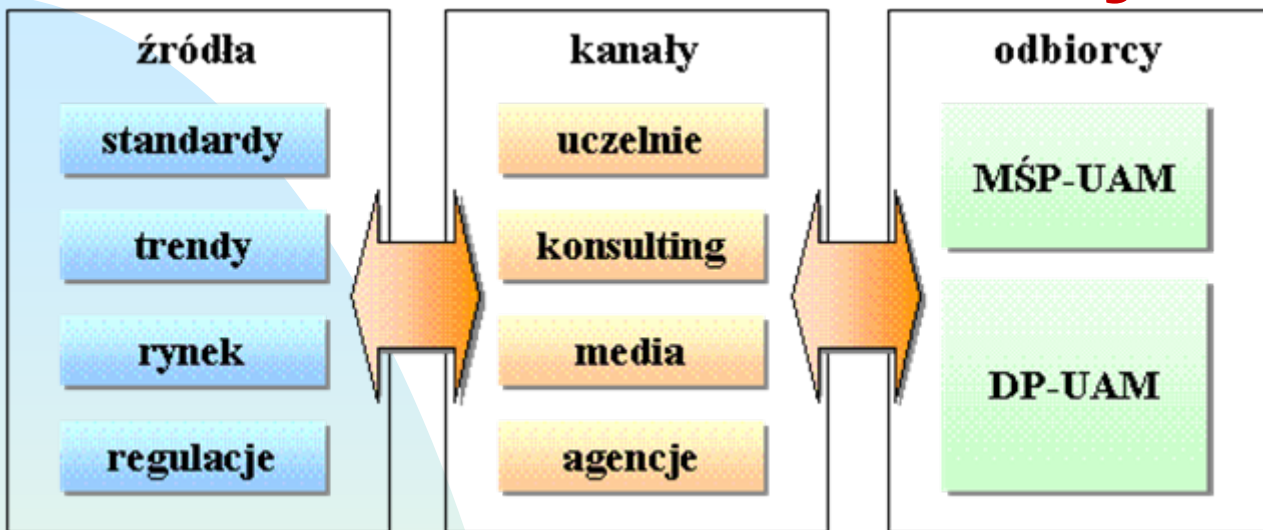 źródła
standardy
trendy
rynek
regulacje
kanały
uczelnie
konsulting
media
agencje
odbiorcy
MŚP-UAM
DP-UAM